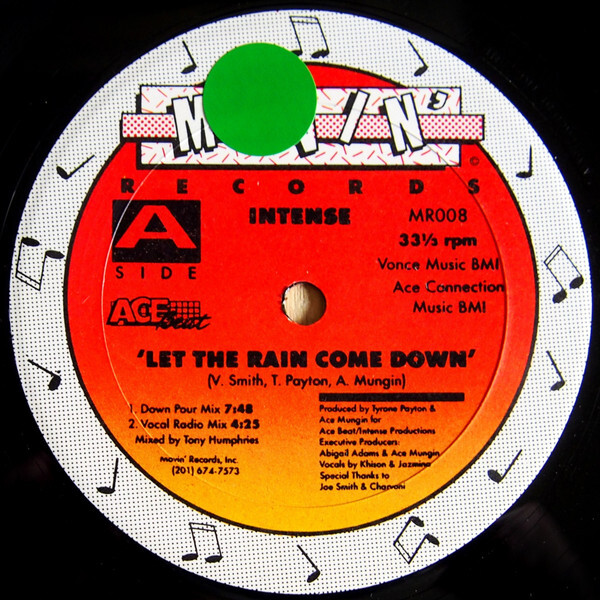 RECORDS
A
SIDE
INTENSE
MR008
33⅓ rpm
Vonce Music BMI
Ace Connection
Music BMI
ACE
beat
'LET THE RAIN COME DOWN'
(V. Smith, T. Payton, A. Mungin)
1. Down Pour Mix 7:48
2. Vocal Radio Mix 4:25
Mixed by Tony Humphries
Movin' Records, Inc.
(201) 674-7573
Produced by Tyrone Payton &
Ace Mungin for
Ace Beat/Intense Productions
Executive Producers:
Abigail Adams & Ace Mungin
Vocals by Khison & Jazmina
Special Thanks to
Joe Smith & Charvoni
©